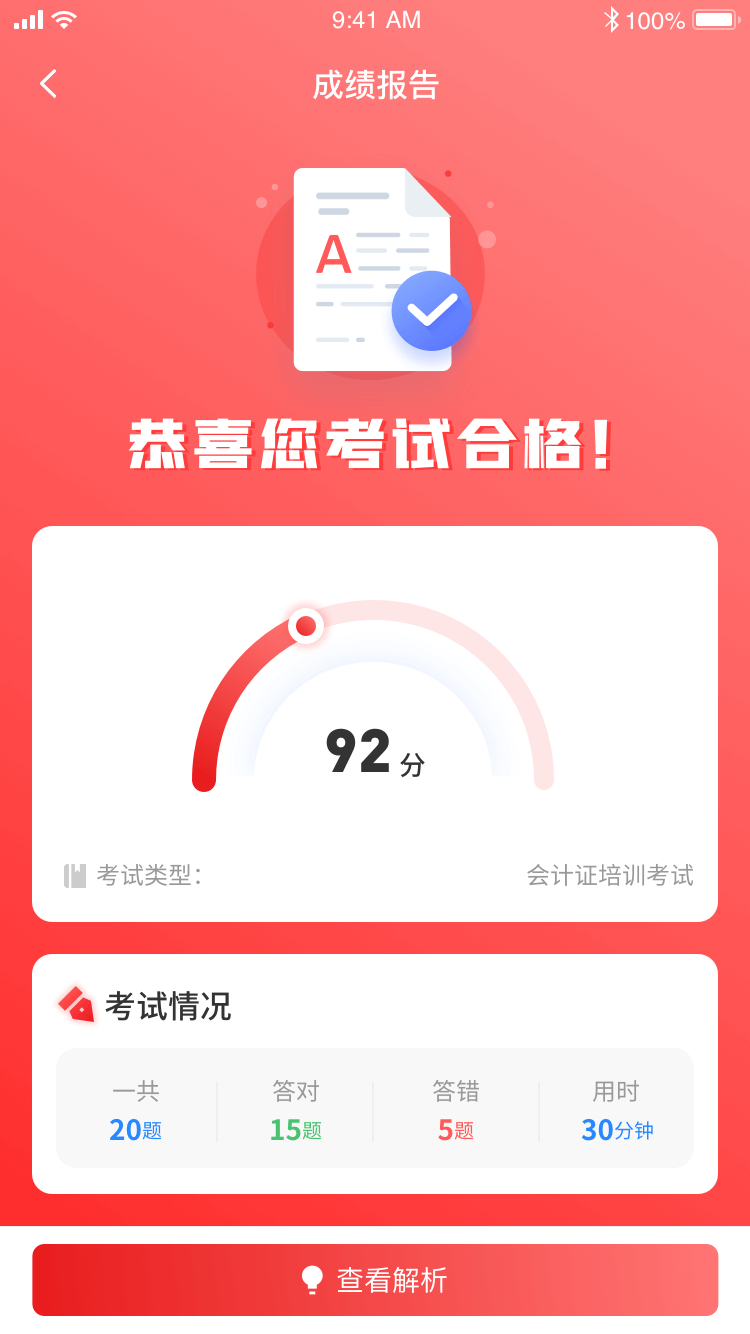 9:41 AM 100%
成绩报告
A
恭喜您考试合格!
92 分
考试类型: 会计证培训考试
考试情况
一共 答对 答错 用时
20题 15题 5题 30分钟
查看解析